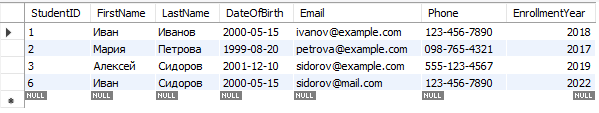 StudentID FirstName LastName DateOfBirth Email Phone EnrollmentYear
1 Иван Иванов 2000-05-15 ivanov@example.com 123-456-7890 2018
2 Мария Петрова 1999-08-20 petrova@example.com 098-765-4321 2017
3 Алексей Сидоров 2001-12-10 sidorov@example.com 555-123-4567 2019
6 Иван Сидоров 2000-05-15 sidorov@mail.com 123-456-7890 2022
NULL NULL NULL NULL NULL NULL NULL